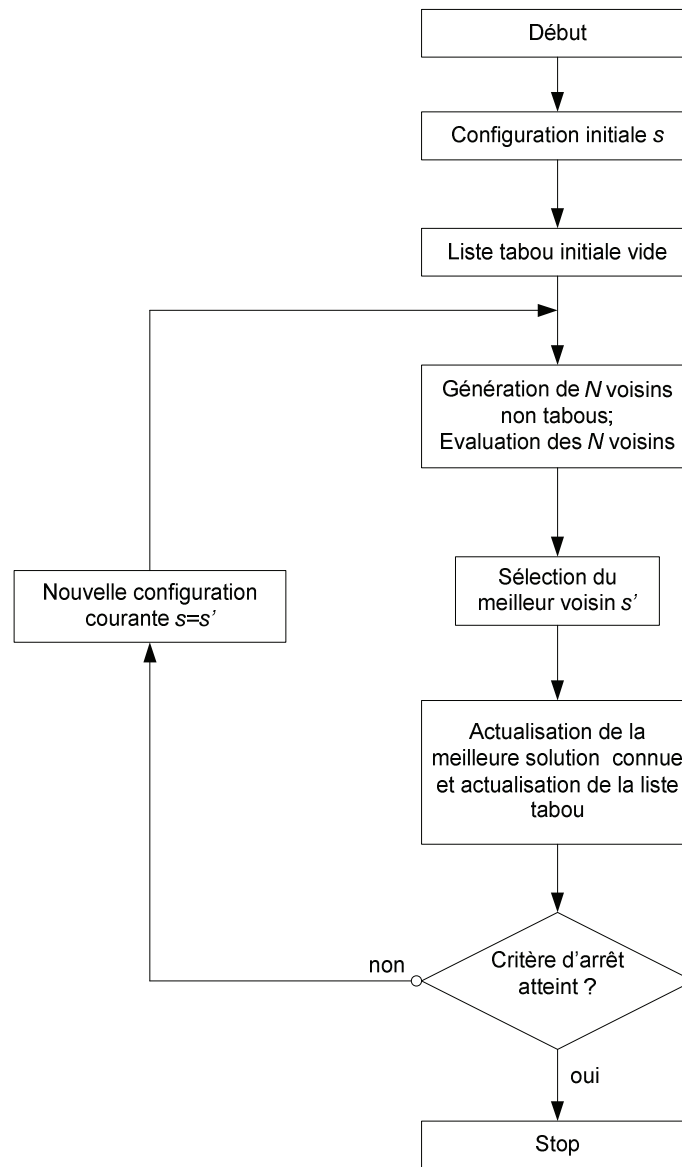 Début
Configuration initiale s
Liste tabou initiale vide
Génération de N voisins
non tabous;
Evaluation des N voisins
Sélection du
meilleur voisin s’
Nouvelle configuration
courante s=s’
Actualisation de la
meilleure solution connue
et actualisation de la liste
tabou
non
Critère d’arrêt
atteint ?
oui
Stop